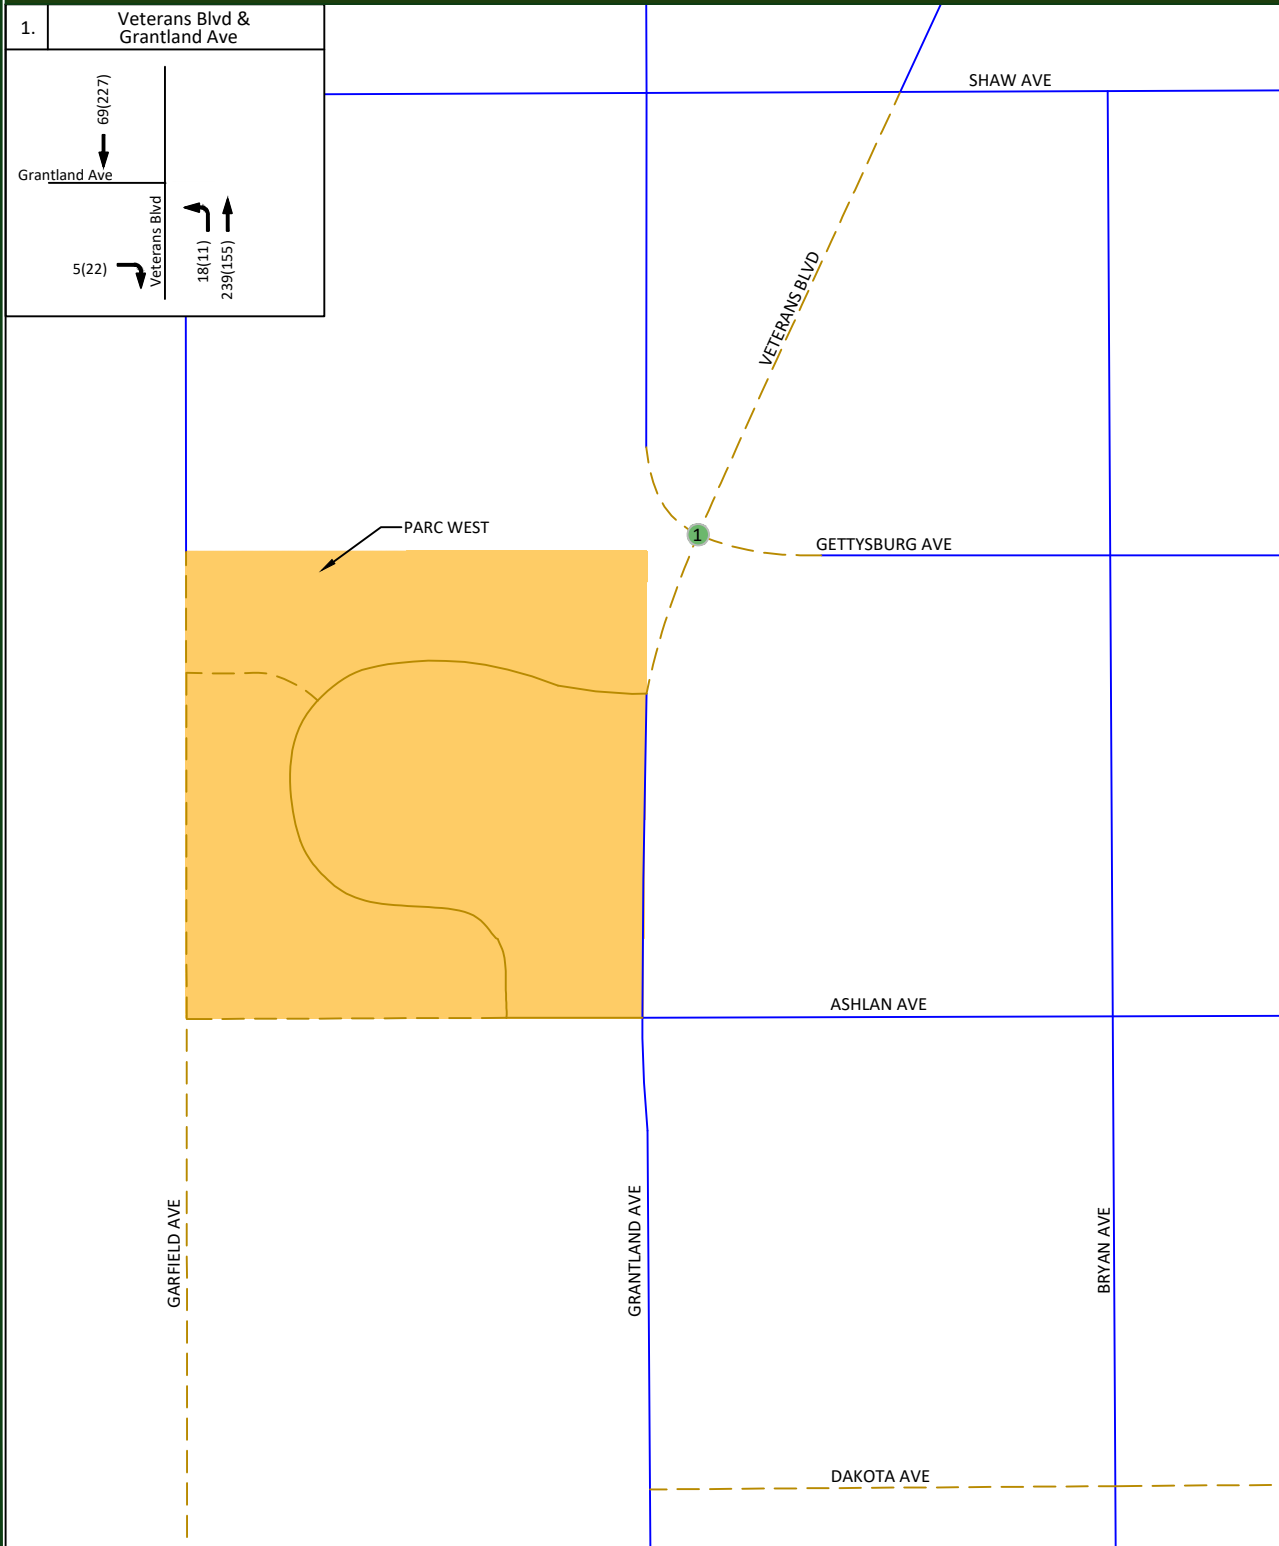 1.
Veterans Blvd &
Grantland Ave
69(227)
Grantland Ave
Veterans Blvd
5(22)
18(11)
239(155)
SHAW AVE
VETERANS BLVD
PARC WEST
1
GETTYSBURG AVE
ASHLAN AVE
GARFIELD AVE
GRANTLAND AVE
BRYAN AVE
DAKOTA AVE